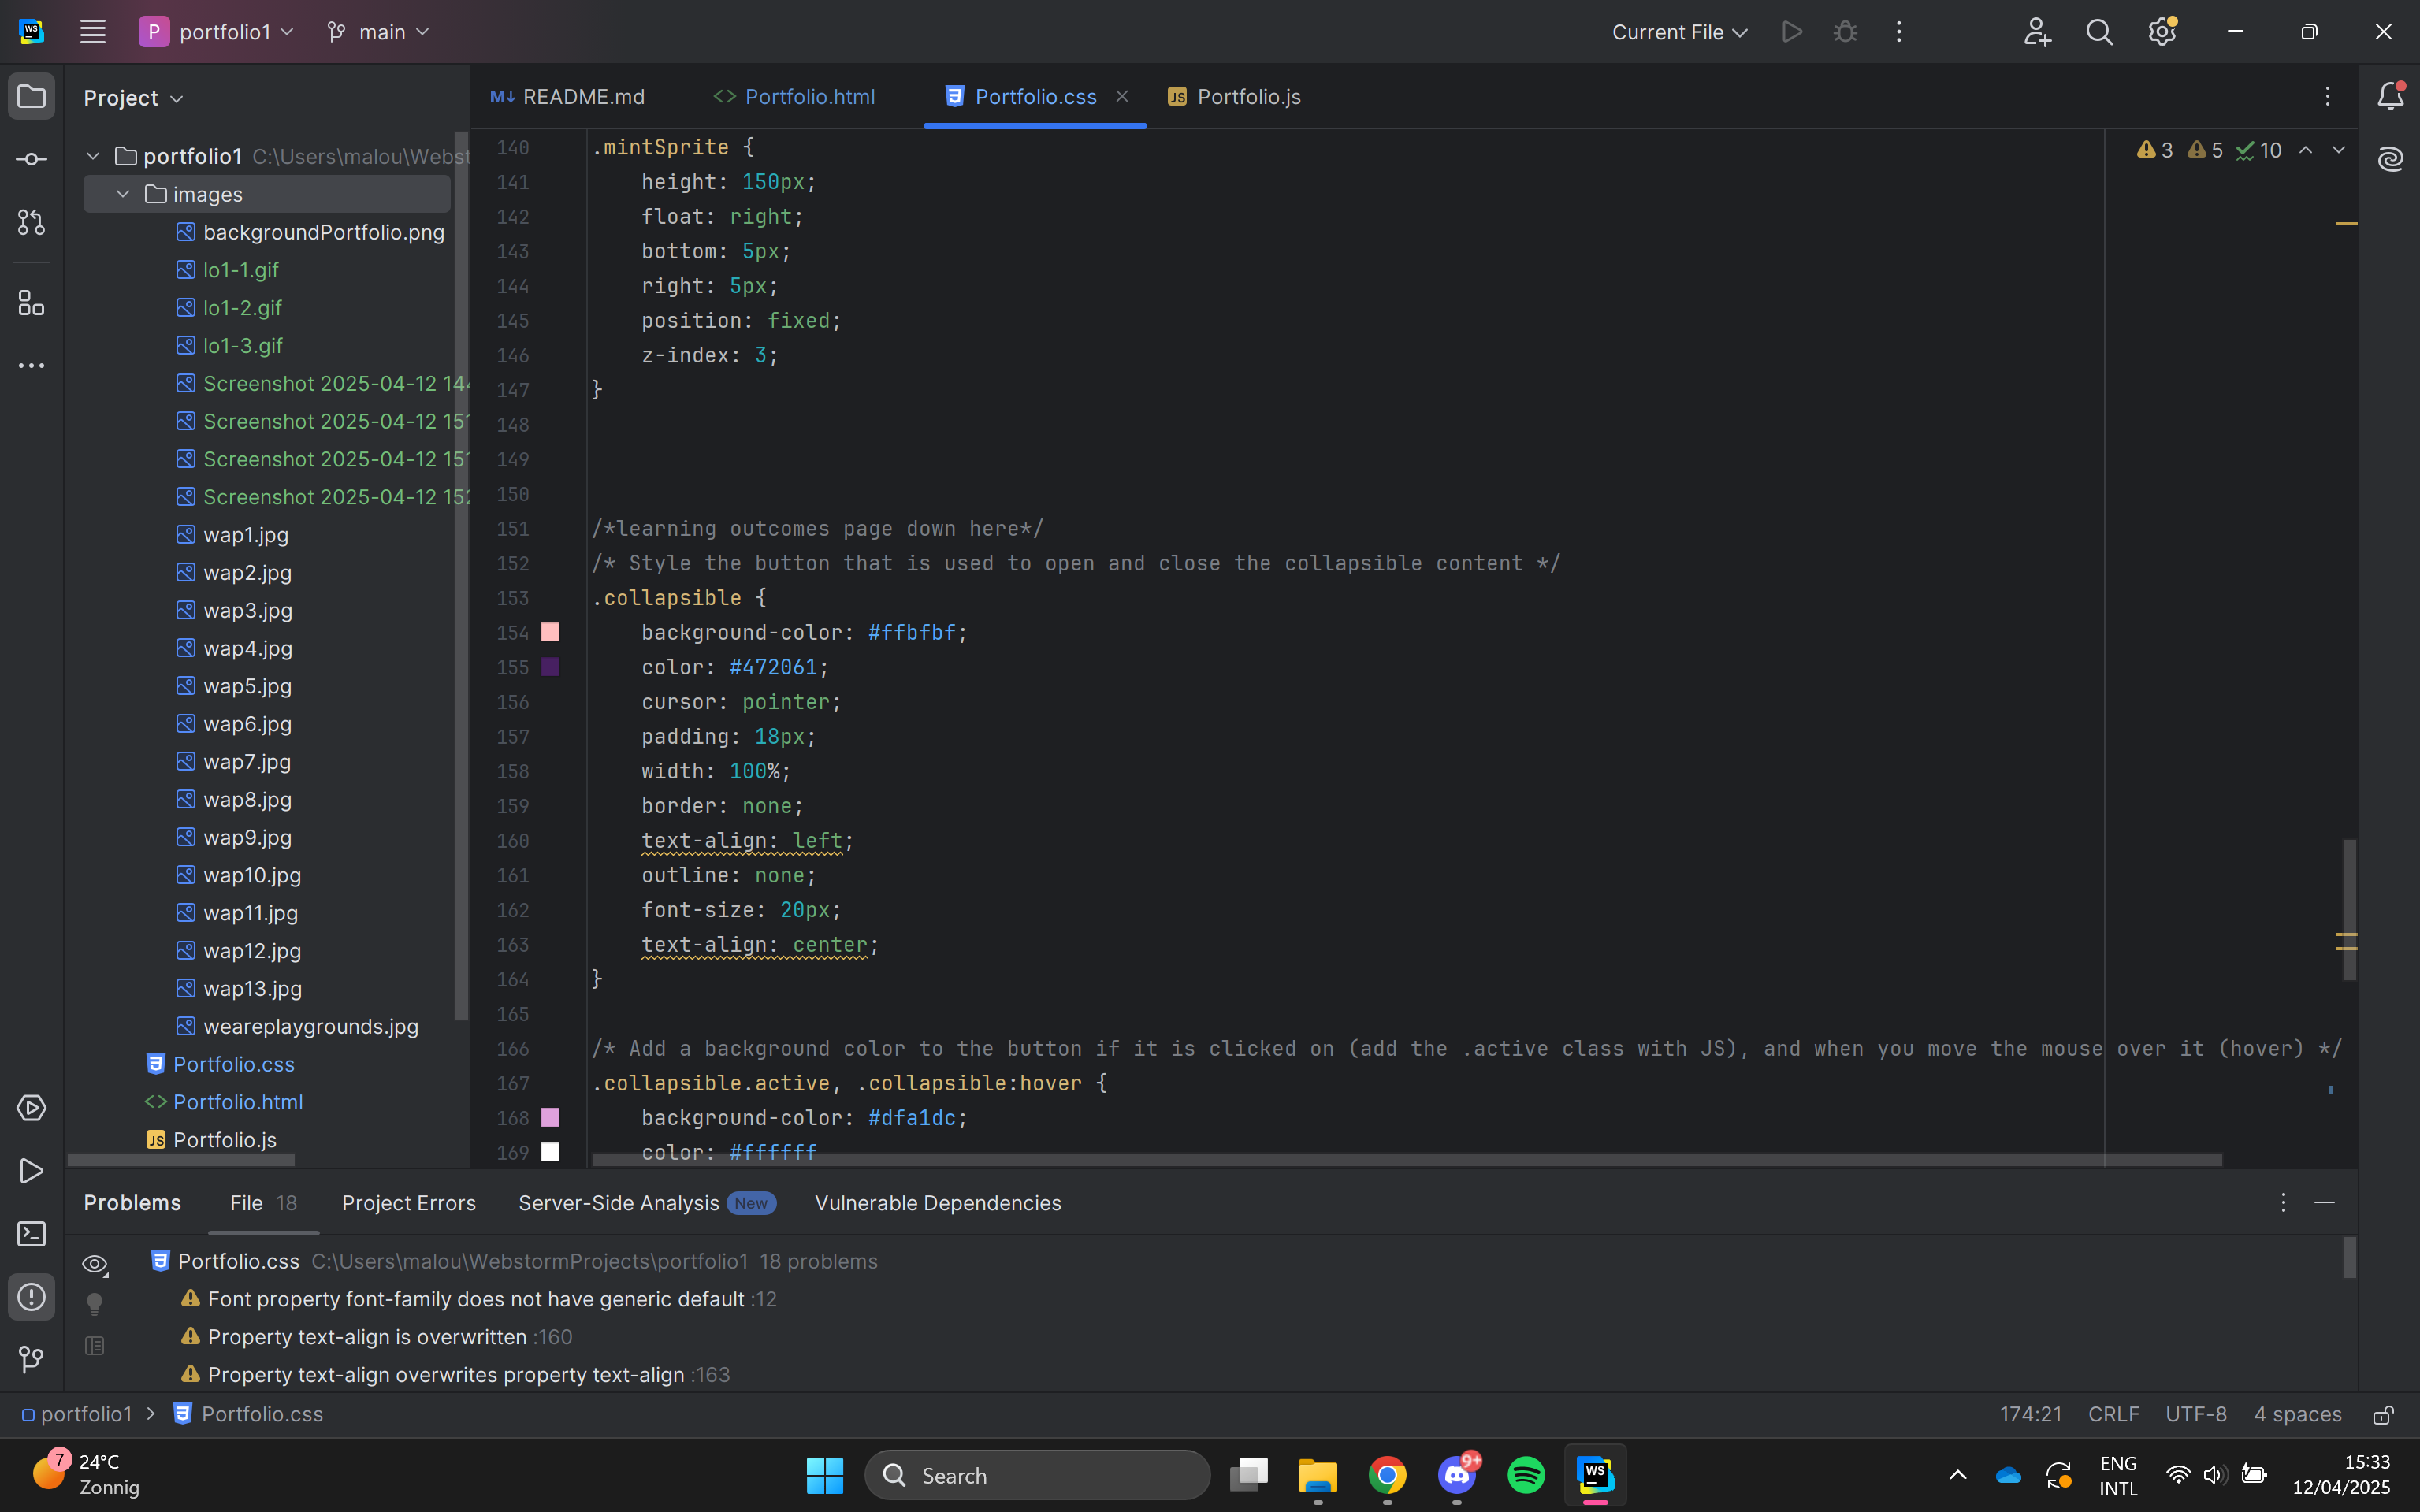 WS
P portfolio1 main
Current File
Project
portfolio1 C:\Users\malou\Webst
images
backgroundPortfolio.png
lo1-1.gif
lo1-2.gif
lo1-3.gif
Screenshot 2025-04-12 144
Screenshot 2025-04-12 151
Screenshot 2025-04-12 151
Screenshot 2025-04-12 152
wap1.jpg
wap2.jpg
wap3.jpg
wap4.jpg
wap5.jpg
wap6.jpg
wap7.jpg
wap8.jpg
wap9.jpg
wap10.jpg
wap11.jpg
wap12.jpg
wap13.jpg
weareplaygrounds.jpg
Portfolio.css
<> Portfolio.html
JS Portfolio.js
M↓ README.md <> Portfolio.html Portfolio.css JS Portfolio.js
3 5 10
140 .mintSprite {
141 height: 150px;
142 float: right;
143 bottom: 5px;
144 right: 5px;
145 position: fixed;
146 z-index: 3;
147 }
148
149
150
151 /*learning outcomes page down here*/
152 /* Style the button that is used to open and close the collapsible content */
153 .collapsible {
154 background-color: #ffbfbf;
155 color: #472061;
156 cursor: pointer;
157 padding: 18px;
158 width: 100%;
159 border: none;
160 text-align: left;
161 outline: none;
162 font-size: 20px;
163 text-align: center;
164 }
165
166 /* Add a background color to the button if it is clicked on (add the .active class with JS), and when you move the mouse over it (hover) */
167 .collapsible.active, .collapsible:hover {
168 background-color: #dfa1dc;
169 color: #ffffff
Problems File 18 Project Errors Server-Side Analysis New Vulnerable Dependencies
Portfolio.css C:\Users\malou\WebstormProjects\portfolio1 18 problems
Font property font-family does not have generic default :12
Property text-align is overwritten :160
Property text-align overwrites property text-align :163
portfolio1 > Portfolio.css
174:21 CRLF UTF-8 4 spaces
7
24°C
Zonnig
Search
9+
WS
ENG
INTL
15:33
12/04/2025